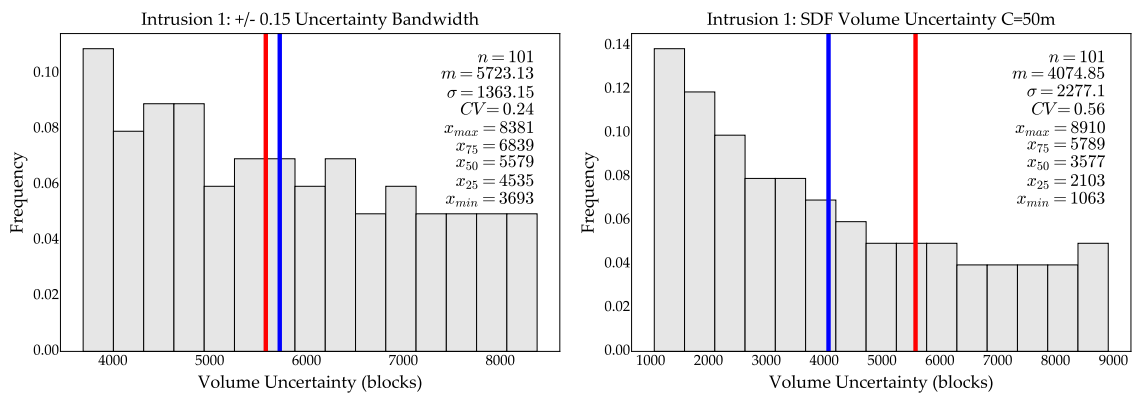 Intrusion 1: +/- 0.15 Uncertainty Bandwidth
n = 101
m = 5723.13
σ = 1363.15
CV = 0.24
x_max = 8381
x_75 = 6839
x_50 = 5579
x_25 = 4535
x_min = 3693
Frequency
0.10
0.08
0.06
0.04
0.02
0.00
4000 5000 6000 7000 8000
Volume Uncertainty (blocks)
Intrusion 1: SDF Volume Uncertainty C=50m
n = 101
m = 4074.85
σ = 2277.1
CV = 0.56
x_max = 8910
x_75 = 5789
x_50 = 3577
x_25 = 2103
x_min = 1063
Frequency
0.14
0.12
0.10
0.08
0.06
0.04
0.02
0.00
1000 2000 3000 4000 5000 6000 7000 8000 9000
Volume Uncertainty (blocks)